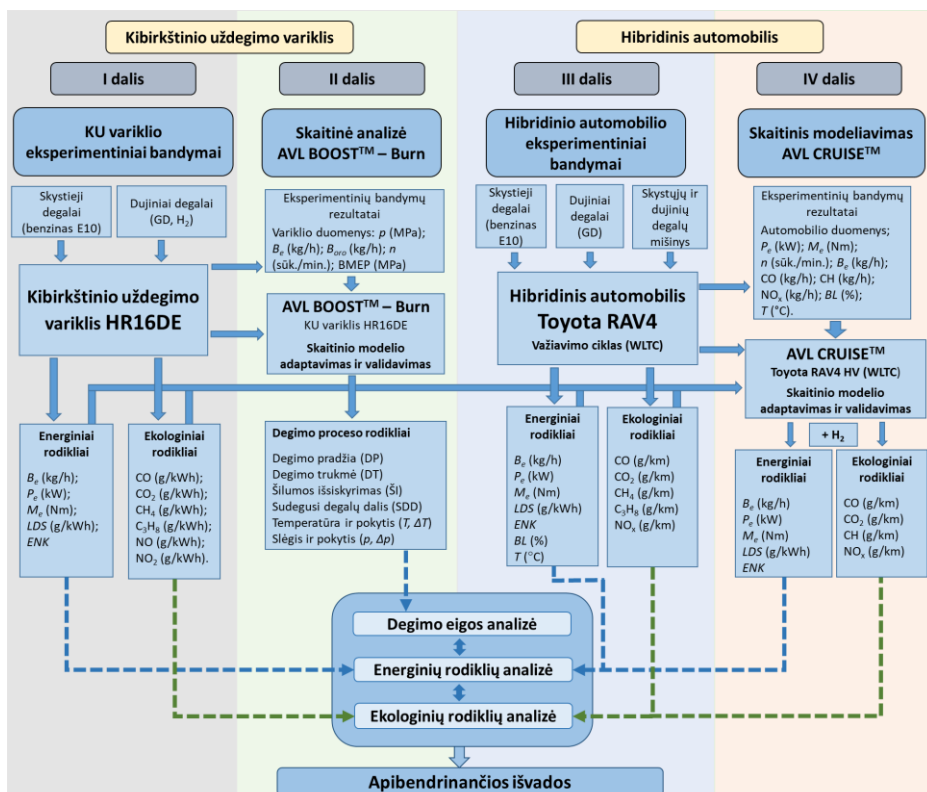 Kibirkštinio uždegimo variklis
Hibridinis automobilis
I dalis
II dalis
III dalis
IV dalis
KU variklio
eksperimentiniai bandymai
Skaitinė analizė
AVL BOOST™ – Burn
Hibridinio automobilio
eksperimentiniai
bandymai
Skaitinis modeliavimas
AVL CRUISE™
Skystieji
degalai
(benzinas E10)
Dujiniai degalai
(GD, H₂)
Eksperimentinių bandymų
rezultatai
Variklio duomenys: p (MPa);
Bₑ (kg/h); Bₒᵣₒ (kg/h); n
(sūk./min.); BMEP (MPa)
Skystieji
degalai
(benzinas
E10)
Dujiniai
degalai
(GD)
Skystųjų ir
dujinių
degalų
mišinys
Eksperimentinių bandymų
rezultatai
Automobilio duomenys;
Pₑ (kW); Mₑ (Nm);
n (sūk./min.); Bₑ (kg/h);
CO (kg/h); CH (kg/h);
NOₓ (kg/h); BL (%);
T (°C).
Kibirkštinio uždegimo
variklis HR16DE
AVL BOOST™ – Burn
KU variklis HR16DE
Skaitinio modelio
adaptavimas ir validavimas
Hibridinis automobilis
Toyota RAV4
Važiavimo ciklas (WLTC)
AVL CRUISE™
Toyota RAV4 HV (WLTC)
Skaitinio modelio
adaptavimas ir validavimas
+ H₂
Energiniai
rodikliai
Bₑ (kg/h);
Pₑ (kW);
Mₑ (Nm);
LDS (g/kWh);
ENK
Ekologiniai
rodikliai
CO (g/kWh);
CO₂ (g/kWh);
CH₄ (g/kWh);
C₃H₈ (g/kWh);
NO (g/kWh);
NO₂ (g/kWh).
Degimo proceso rodikliai
Degimo pradžia (DP)
Degimo trukmė (DT)
Šilumos išsiskyrimas (ŠI)
Sudegusi degalų dalis (SDD)
Temperatūra ir pokytis (T, ΔT)
Slėgis ir pokytis (p, Δp)
Energiniai
rodikliai
Bₑ (kg/h)
Pₑ (kW)
Mₑ (Nm)
LDS (g/kWh)
ENK
BL (%)
T (°C)
Ekologiniai
rodikliai
CO (g/km)
CO₂ (g/km)
CH₄ (g/km)
C₃H₈ (g/km)
NOₓ (g/km)
Energiniai
rodikliai
Bₑ (kg/h)
Pₑ (kW)
Mₑ (Nm)
LDS (g/kWh)
ENK
Ekologiniai
rodikliai
CO (g/km)
CO₂ (g/km)
CH (g/km)
NOₓ (g/km)
Degimo eigos analizė
Energinių rodiklių analizė
Ekologinių rodiklių analizė
Apibendrinančios išvados